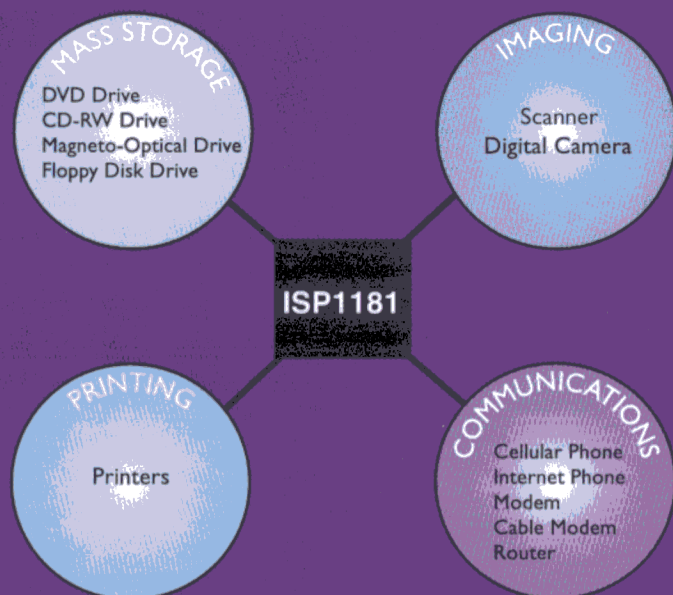 MASS STORAGE
DVD Drive
CD-RW Drive
Magneto-Optical Drive
Floppy Disk Drive
IMAGING
Scanner
Digital Camera
ISP1181
PRINTING
Printers
COMMUNICATIONS
Cellular Phone
Internet Phone
Modem
Cable Modem
Router